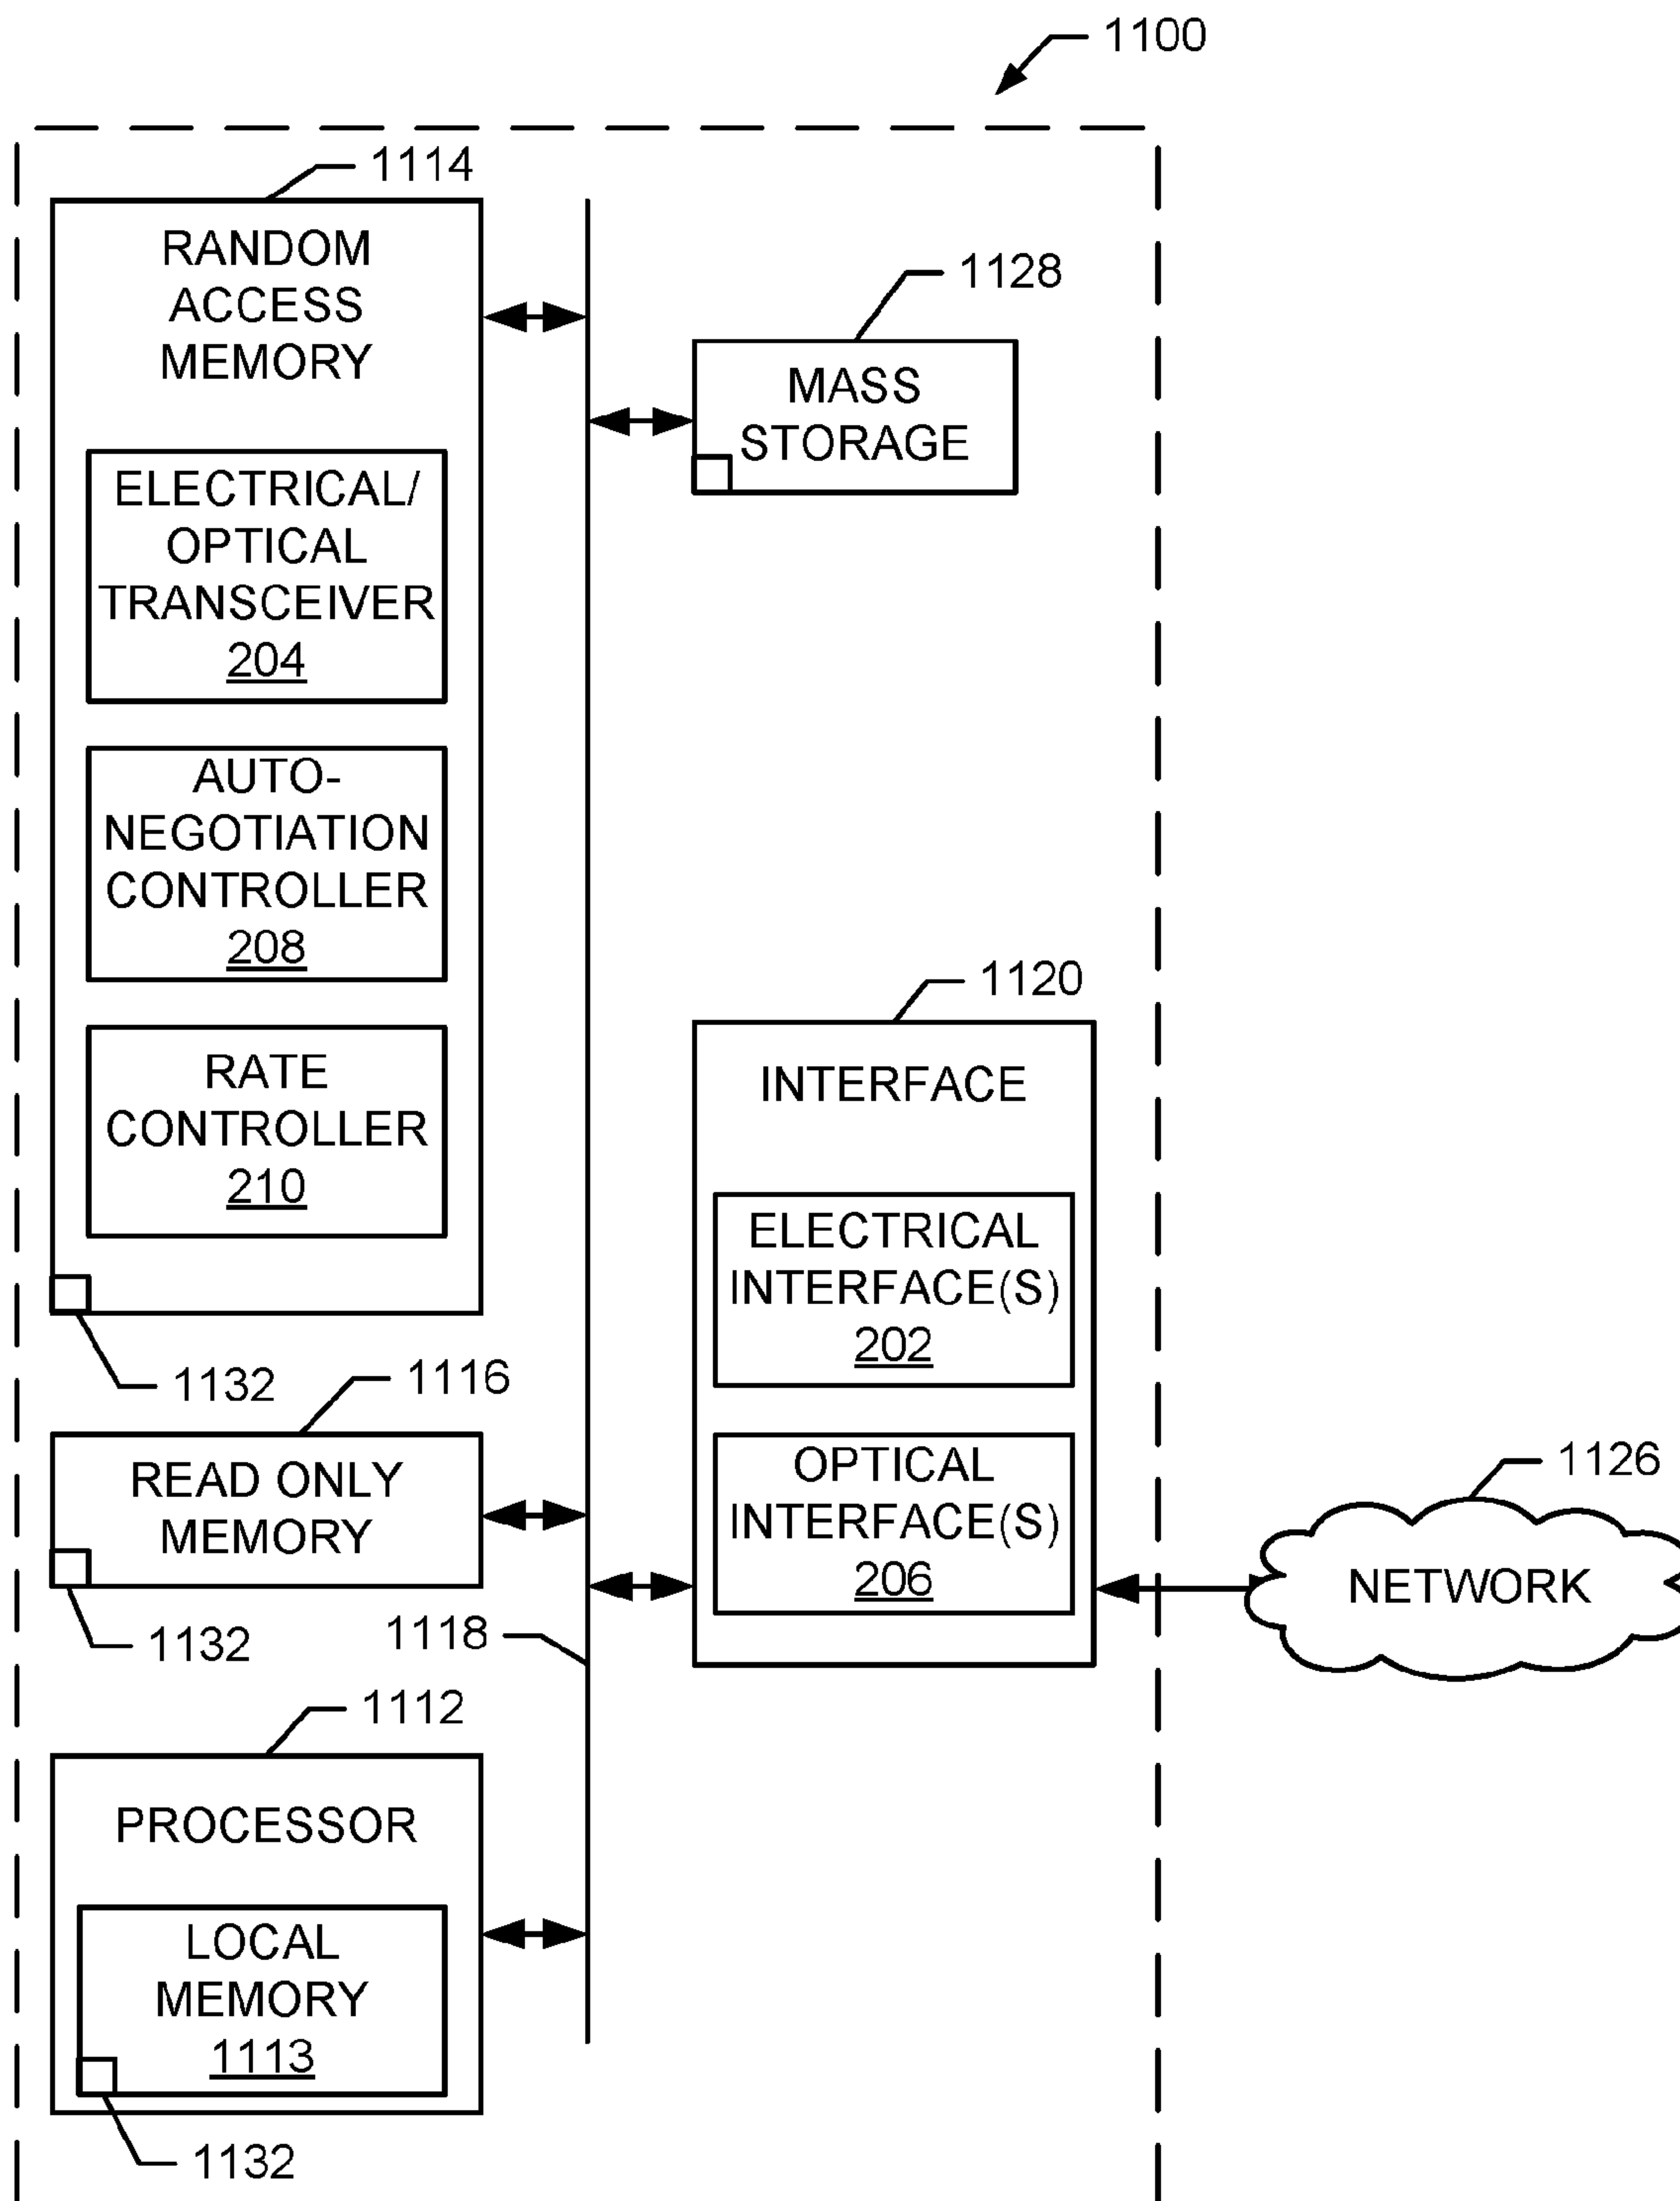 1100
1114
RANDOM
ACCESS
MEMORY
ELECTRICAL/
OPTICAL
TRANSCEIVER
204
AUTO-
NEGOTIATION
CONTROLLER
208
RATE
CONTROLLER
210
1132
1116
READ ONLY
MEMORY
1132
1118
1112
PROCESSOR
LOCAL
MEMORY
1113
1132
1128
MASS
STORAGE
1120
INTERFACE
ELECTRICAL
INTERFACE(S)
202
OPTICAL
INTERFACE(S)
206
1126
NETWORK